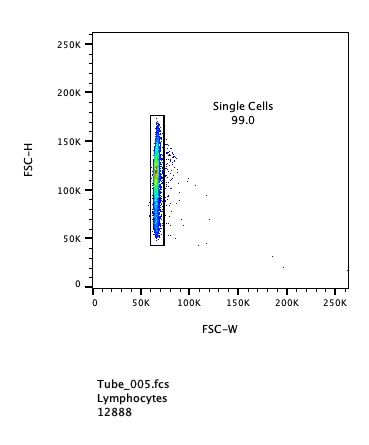 250K
200K
150K
100K
50K
0
FSC-H
Single Cells
99.0
0 50K 100K 150K 200K 250K
FSC-W
Tube_005.fcs
Lymphocytes
12888